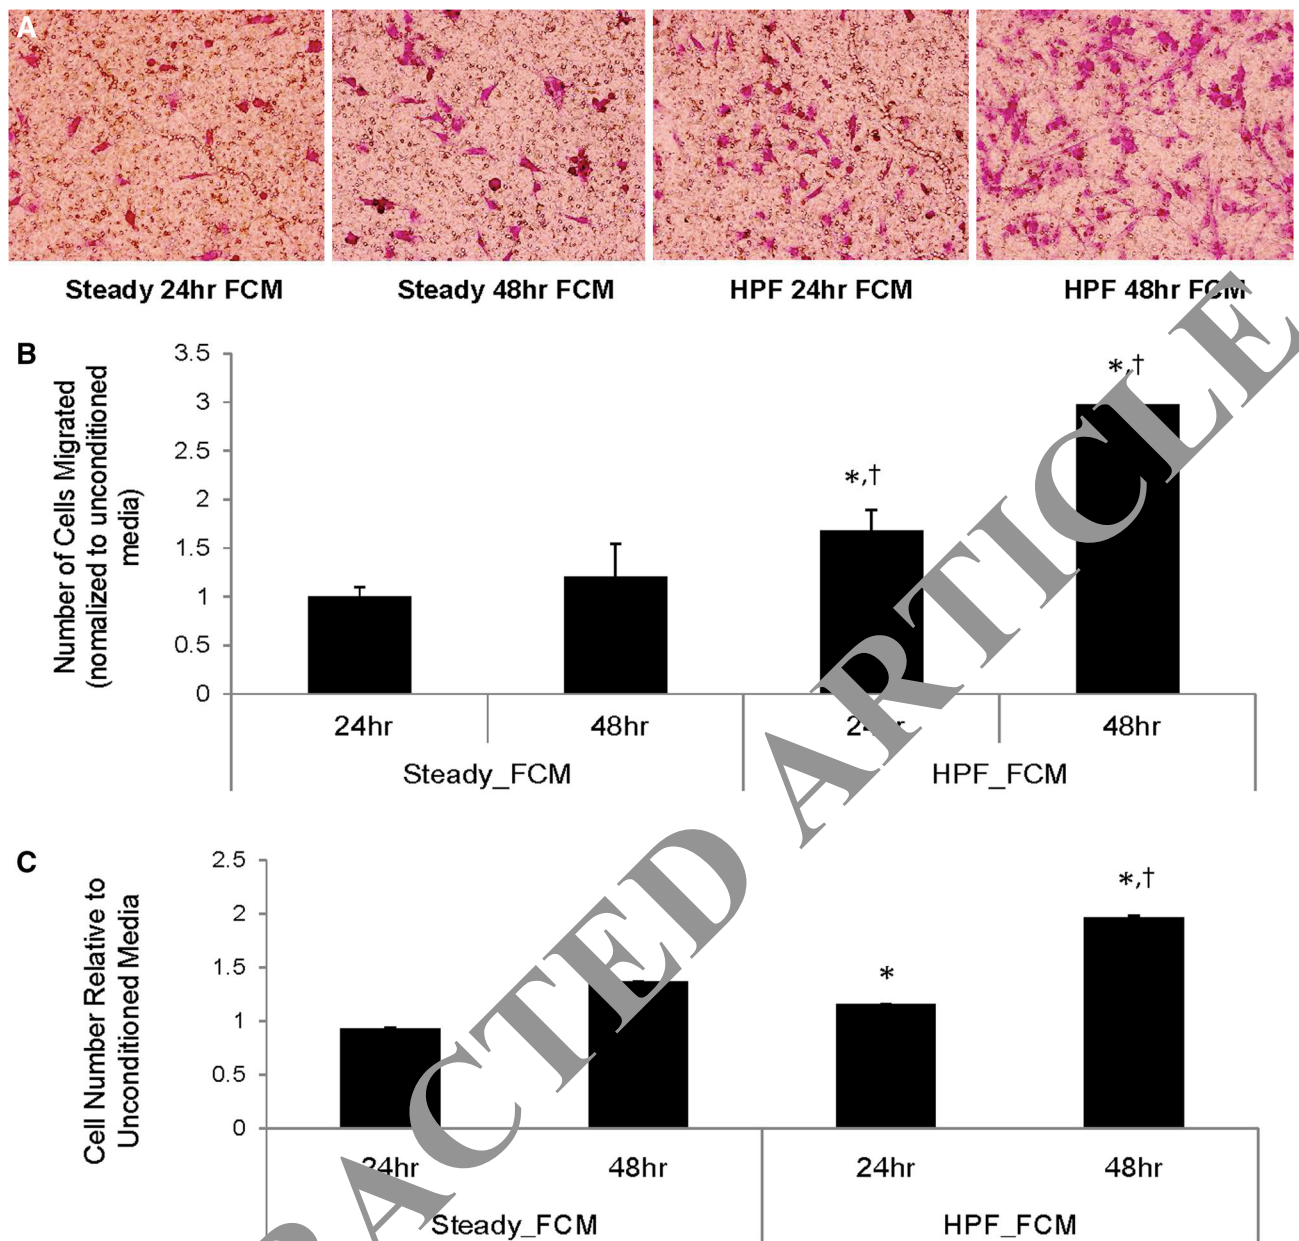 A
Steady 24hr FCM
Steady 48hr FCM
HPF 24hr FCM
HPF 48hr FCM
B
Number of Cells Migrated
(nomalized to unconditioned
media)
3.5
3
2.5
2
1.5
1
0.5
0
*,†
*,†
24hr
48hr
24hr
48hr
Steady_FCM
HPF_FCM
C
Cell Number Relative to
Unconditioned Media
2.5
2
1.5
1
0.5
0
*
*,†
24hr
48hr
24hr
48hr
Steady_FCM
HPF_FCM
RACTED ARTICLE